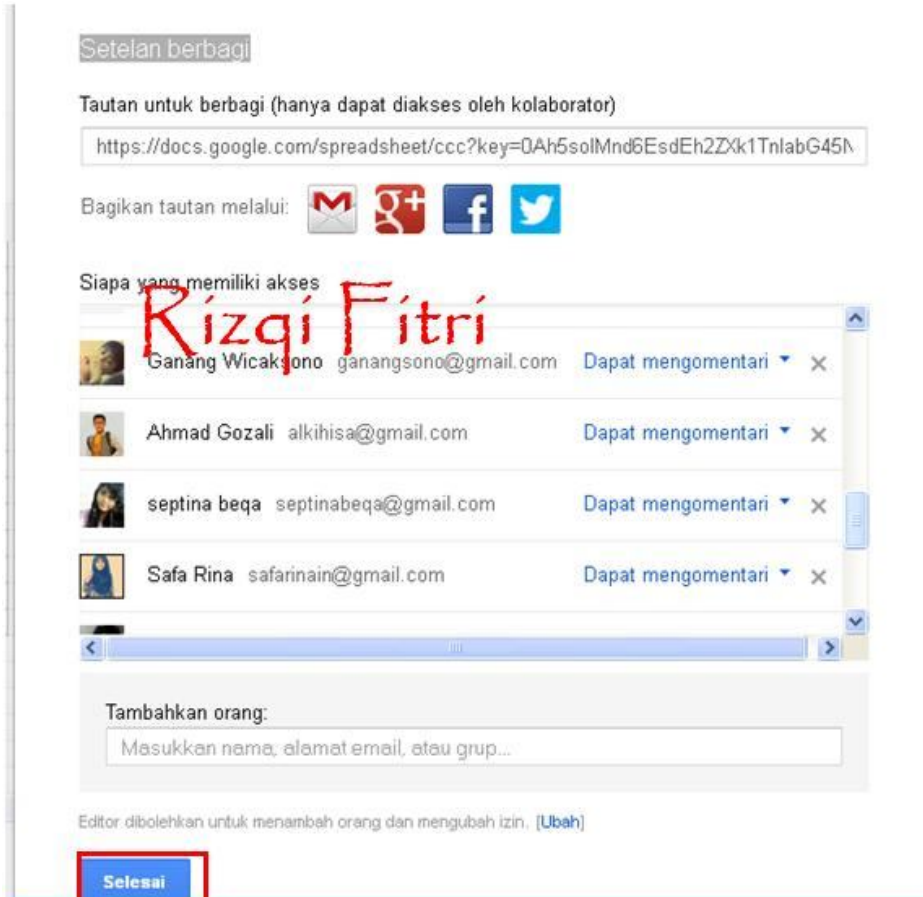 Setelan berbagi
Tautan untuk berbagi (hanya dapat diakses oleh kolaborator)
https://docs.google.com/spreadsheet/ccc?key=0Ah5solMnd6EsdEh2ZXk1TnlabG45N
Bagikan tautan melalui:
Siapa yang memiliki akses
Rizqi Fitri
Ganang Wicaksono ganangsono@gmail.com Dapat mengomentari
Ahmad Gozali alkihisa@gmail.com Dapat mengomentari
septina beqa septinabeqa@gmail.com Dapat mengomentari
Safa Rina safarinain@gmail.com Dapat mengomentari
Tambahkan orang:
Masukkan nama, alamat email, atau grup...
Editor dibolehkan untuk menambah orang dan mengubah izin. [Ubah]
Selesai